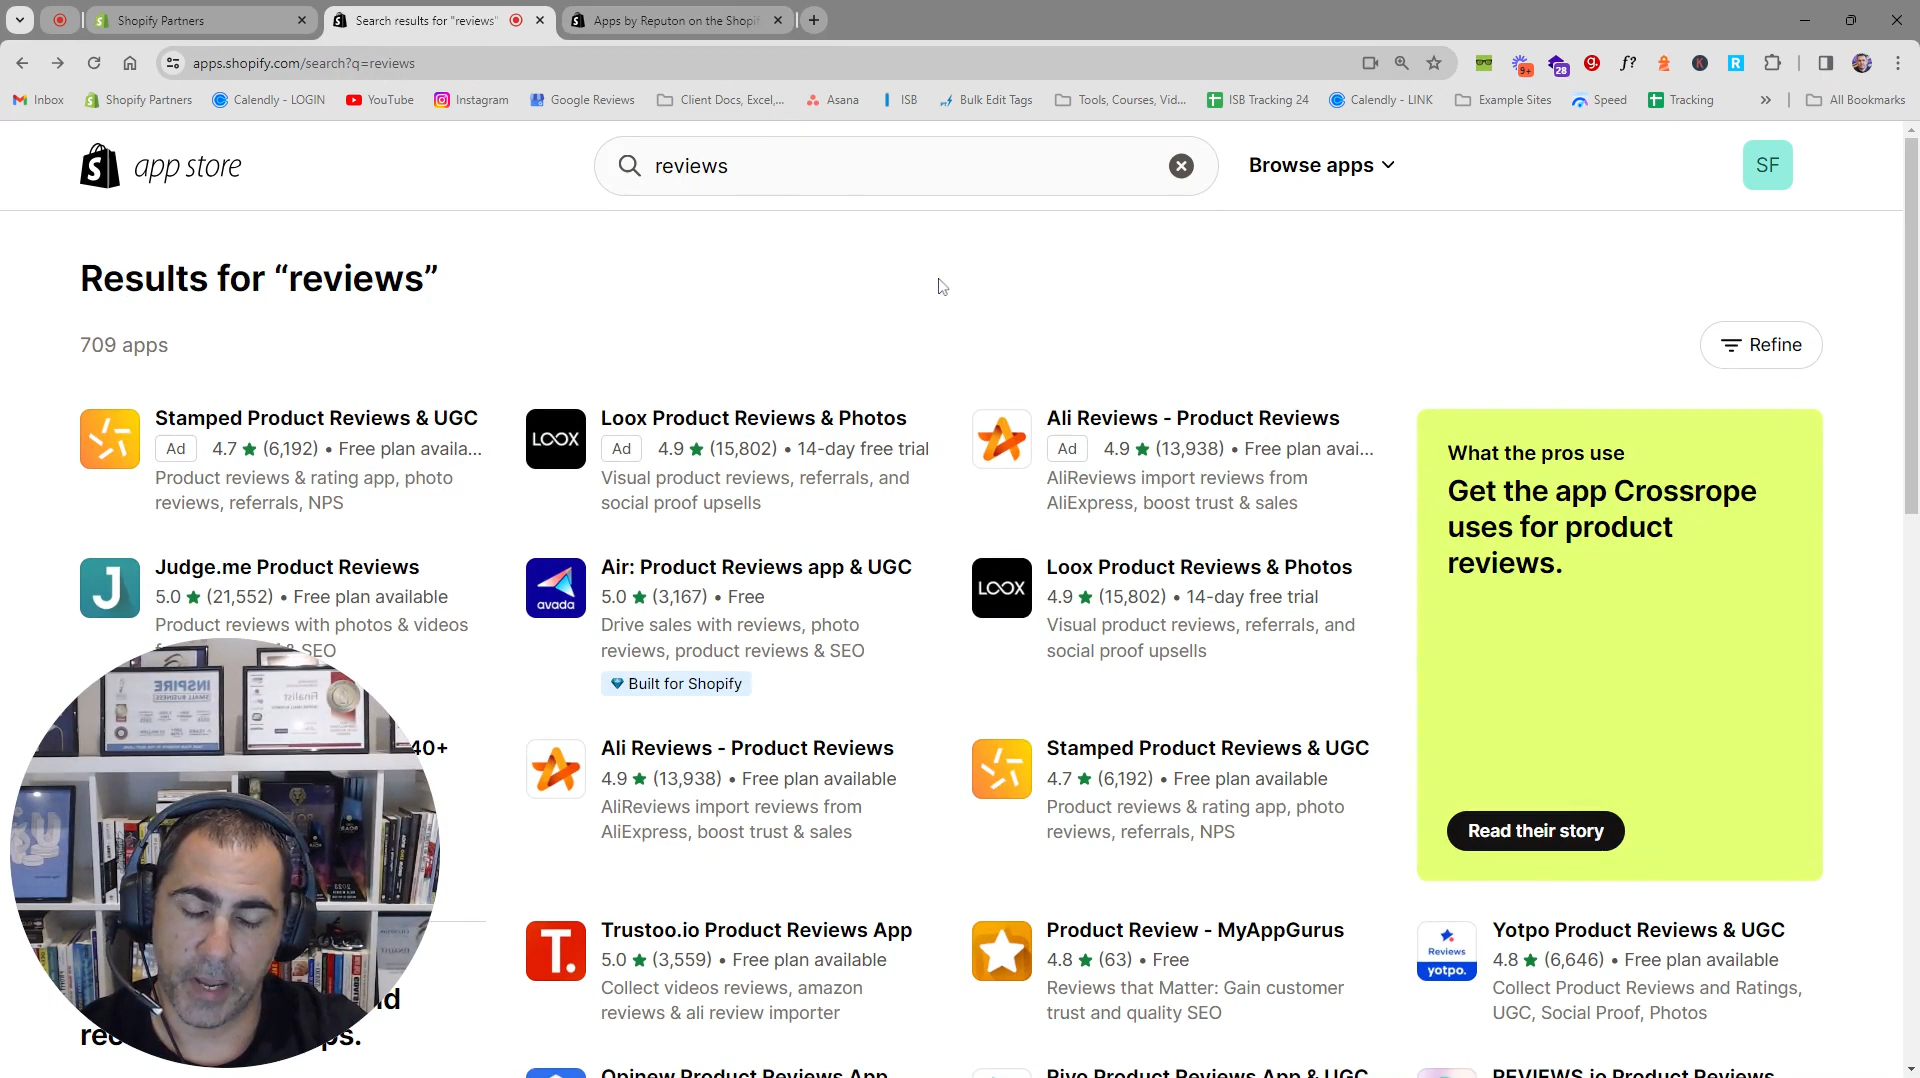 Shopify Partners
Search results for "reviews"
Apps by Reputon on the Shopif
apps.shopify.com/search?q=reviews
9+
28
f?
Inbox
Shopify Partners
Calendly - LOGIN
YouTube
Instagram
Google Reviews
Client Docs, Excel,...
Asana
ISB
Bulk Edit Tags
Tools, Courses, Vid...
ISB Tracking 24
Calendly - LINK
Example Sites
Speed
Tracking
All Bookmarks
app store
reviews
Browse apps
SF
Results for “reviews”
709 apps
Refine
Stamped Product Reviews & UGC
Ad 4.7 ★ (6,192) • Free plan availa...
Product reviews & rating app, photo
reviews, referrals, NPS
LOOX
Loox Product Reviews & Photos
Ad 4.9 ★ (15,802) • 14-day free trial
Visual product reviews, referrals, and
social proof upsells
Ali Reviews - Product Reviews
Ad 4.9 ★ (13,938) • Free plan avai...
AliReviews import reviews from
AliExpress, boost trust & sales
What the pros use
Get the app Crossrope
uses for product
reviews.
Read their story
J
Judge.me Product Reviews
5.0 ★ (21,552) • Free plan available
Product reviews with photos & videos
& SEO
avada
Air: Product Reviews app & UGC
5.0 ★ (3,167) • Free
Drive sales with reviews, photo
reviews, product reviews & SEO
Built for Shopify
LOOX
Loox Product Reviews & Photos
4.9 ★ (15,802) • 14-day free trial
Visual product reviews, referrals, and
social proof upsells
40+
Ali Reviews - Product Reviews
4.9 ★ (13,938) • Free plan available
AliReviews import reviews from
AliExpress, boost trust & sales
Stamped Product Reviews & UGC
4.7 ★ (6,192) • Free plan available
Product reviews & rating app, photo
reviews, referrals, NPS
INSPIRE
Finalist
T.
Trustoo.io Product Reviews App
5.0 ★ (3,559) • Free plan available
Collect videos reviews, amazon
reviews & ali review importer
Product Review - MyAppGurus
4.8 ★ (63) • Free
Reviews that Matter: Gain customer
trust and quality SEO
Reviews
yotpo.
Yotpo Product Reviews & UGC
4.8 ★ (6,646) • Free plan available
Collect Product Reviews and Ratings,
UGC, Social Proof, Photos
Opinew Product Reviews App
Rivo Product Reviews App & UGC
REVIEWS.io Product Reviews